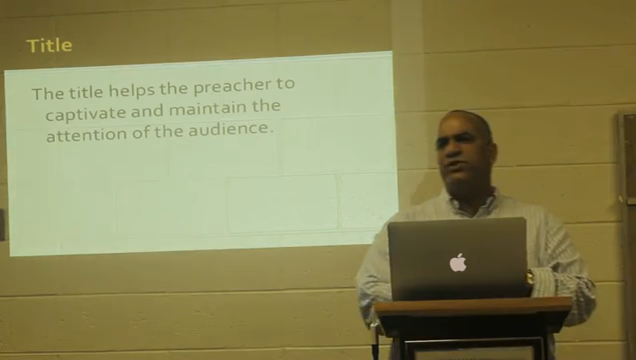 Title
The title helps the preacher to
captivate and maintain the
attention of the audience.